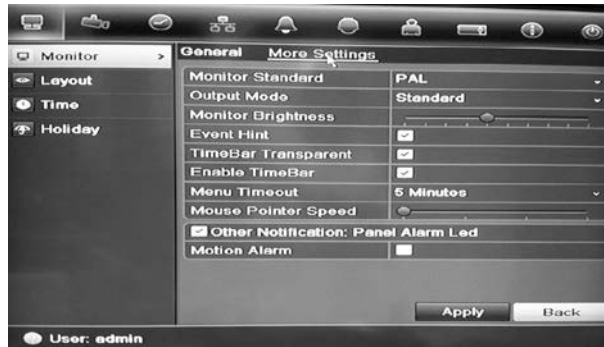 Monitor >
Layout
Time
Holiday
General More Settings
Monitor Standard PAL
Output Mode Standard
Monitor Brightness
Event Hint
TimeBar Transparent
Enable TimeBar
Menu Timeout 5 Minutes
Mouse Pointer Speed
Other Notification: Panel Alarm Led
Motion Alarm
Apply Back
User: admin